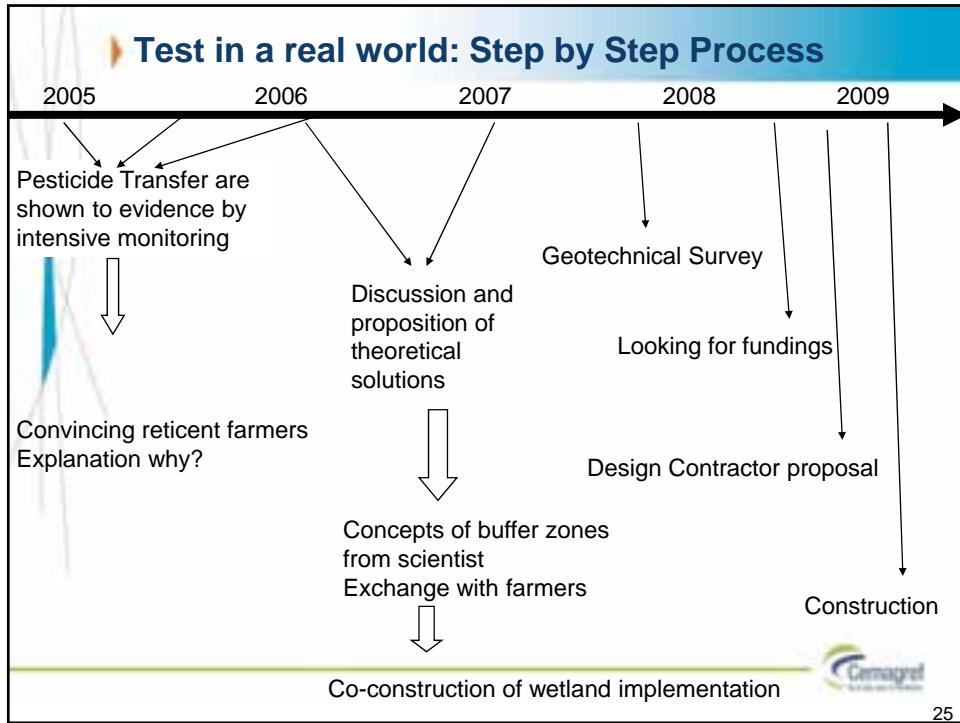 Test in a real world: Step by Step Process
2005 2006 2007 2008 2009
Pesticide Transfer are
shown to evidence by
intensive monitoring
Geotechnical Survey
Discussion and
proposition of
theoretical
solutions
Looking for fundings
Convincing reticent farmers
Explanation why?
Design Contractor proposal
Concepts of buffer zones
from scientist
Exchange with farmers
Construction
Cemagref
Co-construction of wetland implementation
25